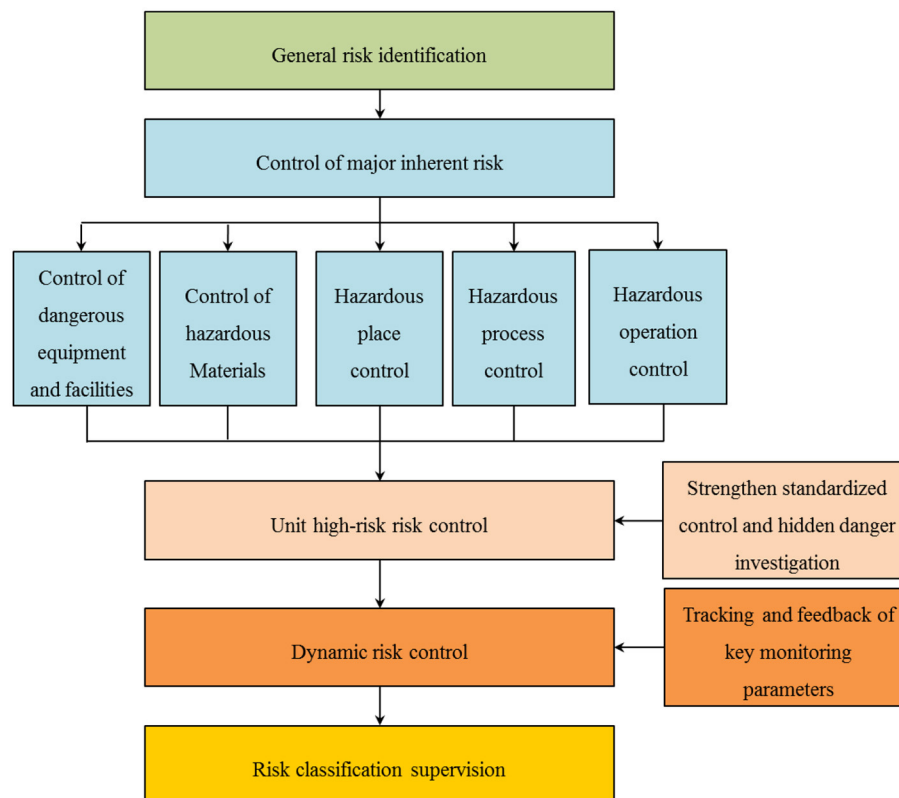 General risk identification
Control of major inherent risk
Control of
dangerous
equipment
and facilities
Control of
hazardous
Materials
Hazardous
place
control
Hazardous
process
control
Hazardous
operation
control
Unit high-risk risk control
Strengthen standardized
control and hidden danger
investigation
Dynamic risk control
Tracking and feedback of
key monitoring
parameters
Risk classification supervision